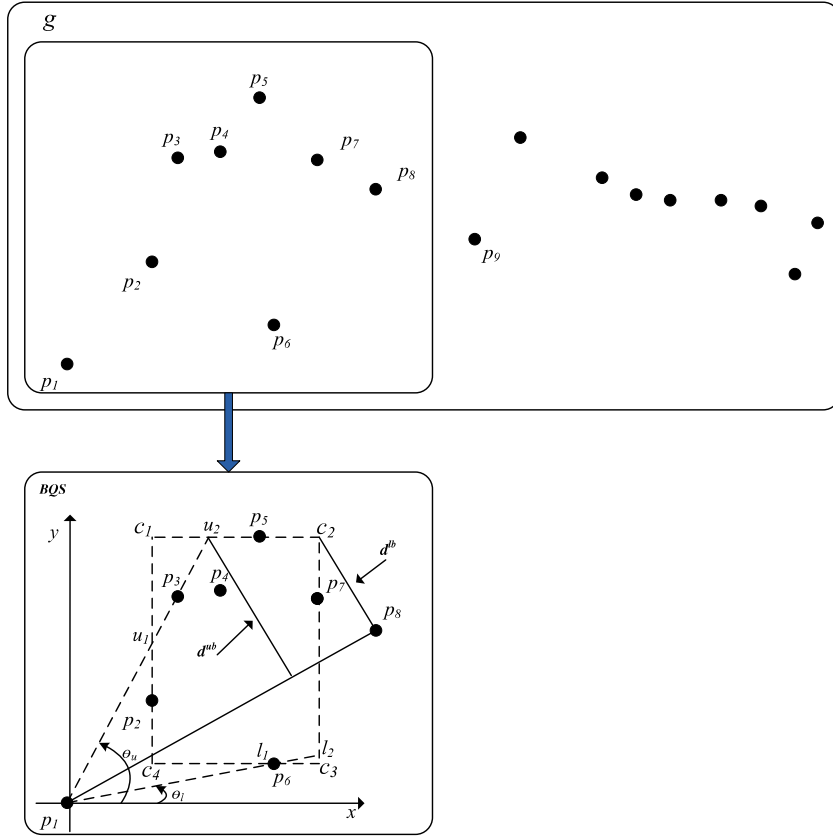 g
p5
p3 p4
p7
p8
p2
p9
p6
p1
BQS
y
c1 u2 p5 c2
d^lb
p3 p4
p7
p8
u1
d^ub
p2
l1 l2
θu
c4 p6 c3
θl
p1
x